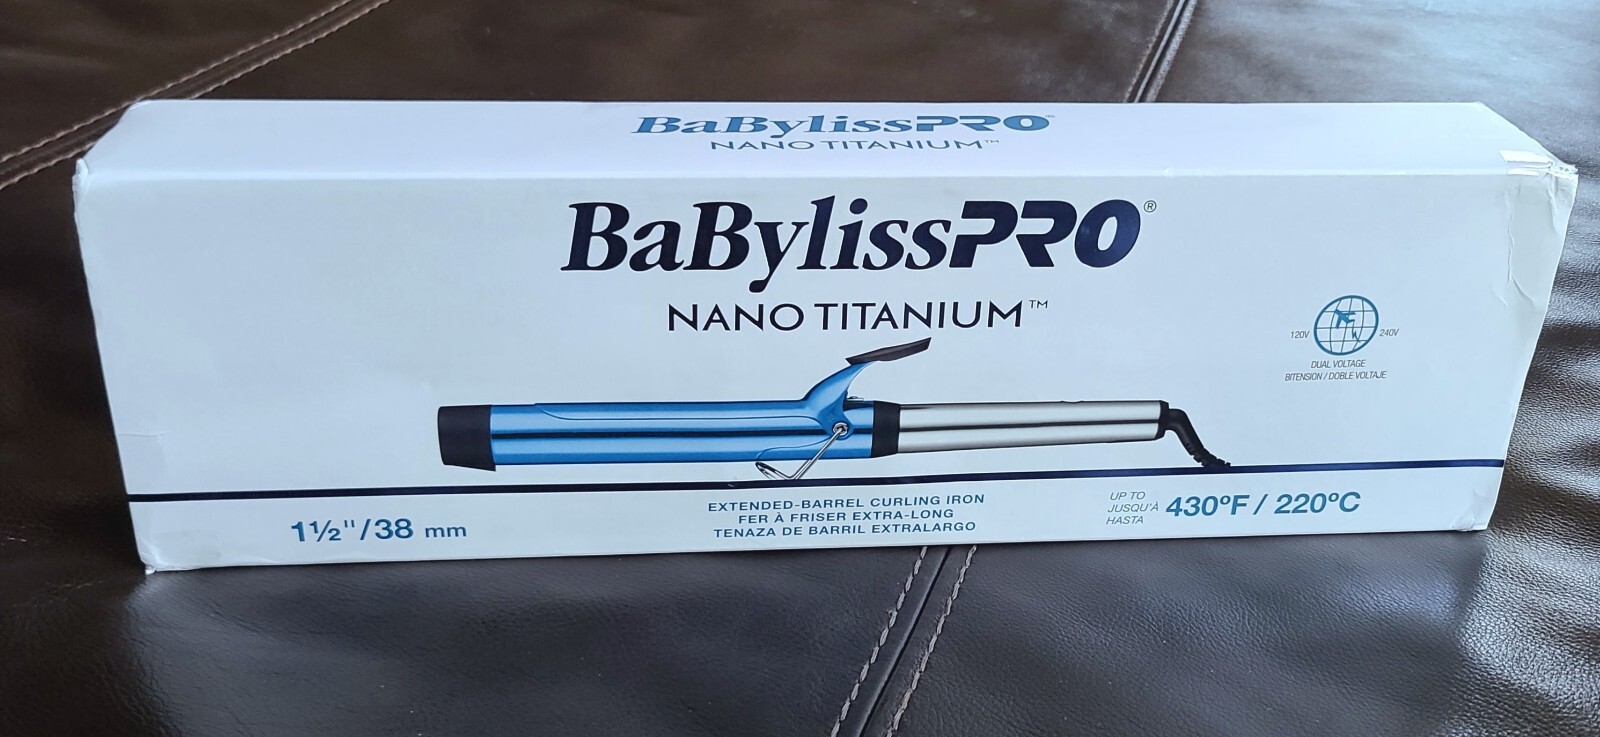 BaBylissPRO®
NANO TITANIUM™
BaBylissPRO®
NANO TITANIUM™
120V 240V
DUAL VOLTAGE
BITENSION / DOBLE VOLTAJE
1½"/38 mm
EXTENDED-BARREL CURLING IRON
FER À FRISER EXTRA-LONG
TENAZA DE BARRIL EXTRALARGO
UP TO
JUSQU'À
HASTA
430ºF / 220ºC